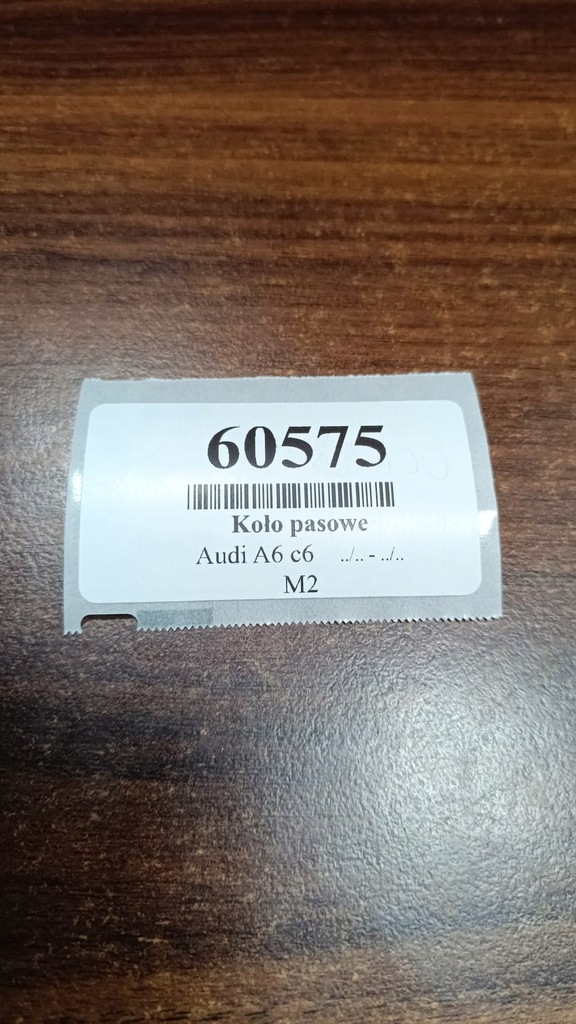 60575
Koło pasowe
Audi A6 c6 ../.. - ../..
M2